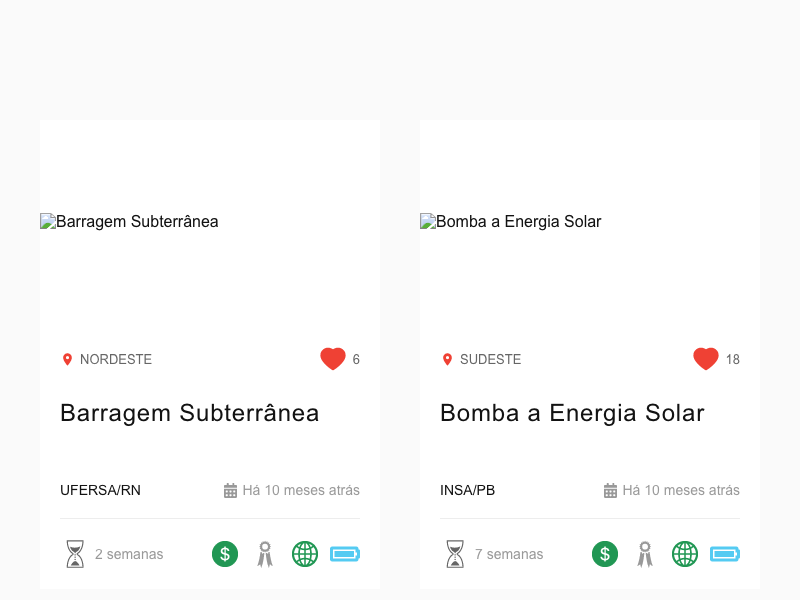 Barragem Subterrânea
NORDESTE
6
Barragem Subterrânea
UFERSA/RN
Há 10 meses atrás
2 semanas
$
Bomba a Energia Solar
SUDESTE
18
Bomba a Energia Solar
INSA/PB
Há 10 meses atrás
7 semanas
$